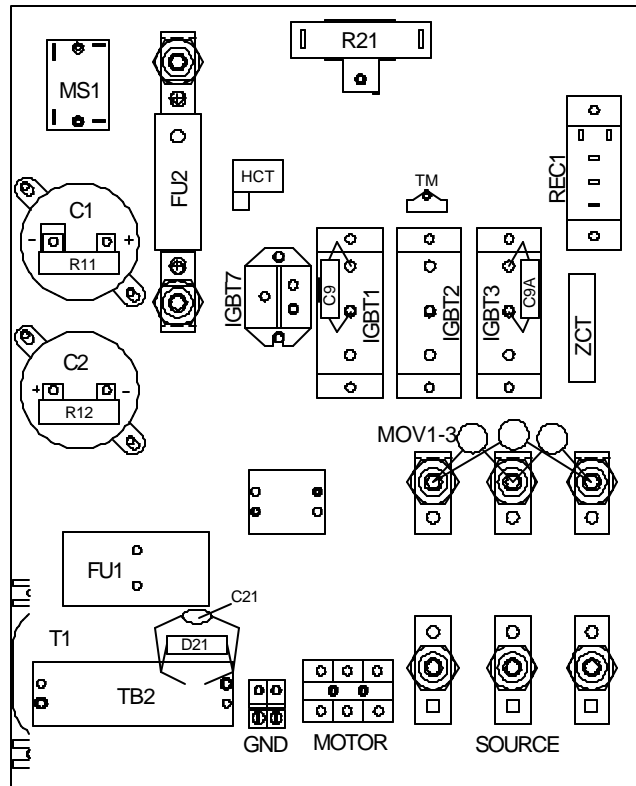 R21
MS1
FU2
REC1
HCT
TM
C1
- +
R11
IGBT7
C9
IGBT1
IGBT2
IGBT3
C9A
ZCT
C2
+ -
R12
MOV1-3
FU1
C21
T1
D21
TB2
GND
MOTOR
SOURCE